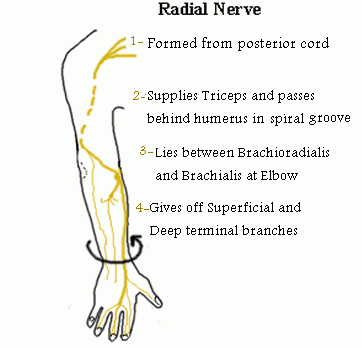 Radial Nerve
1- Formed from posterior cord
2-Supplies Triceps and passes
behind humerus in spiral groove
3-Lies between Brachioradialis
and Brachialis at Elbow
4-Gives off Superficial and
Deep terminal branches